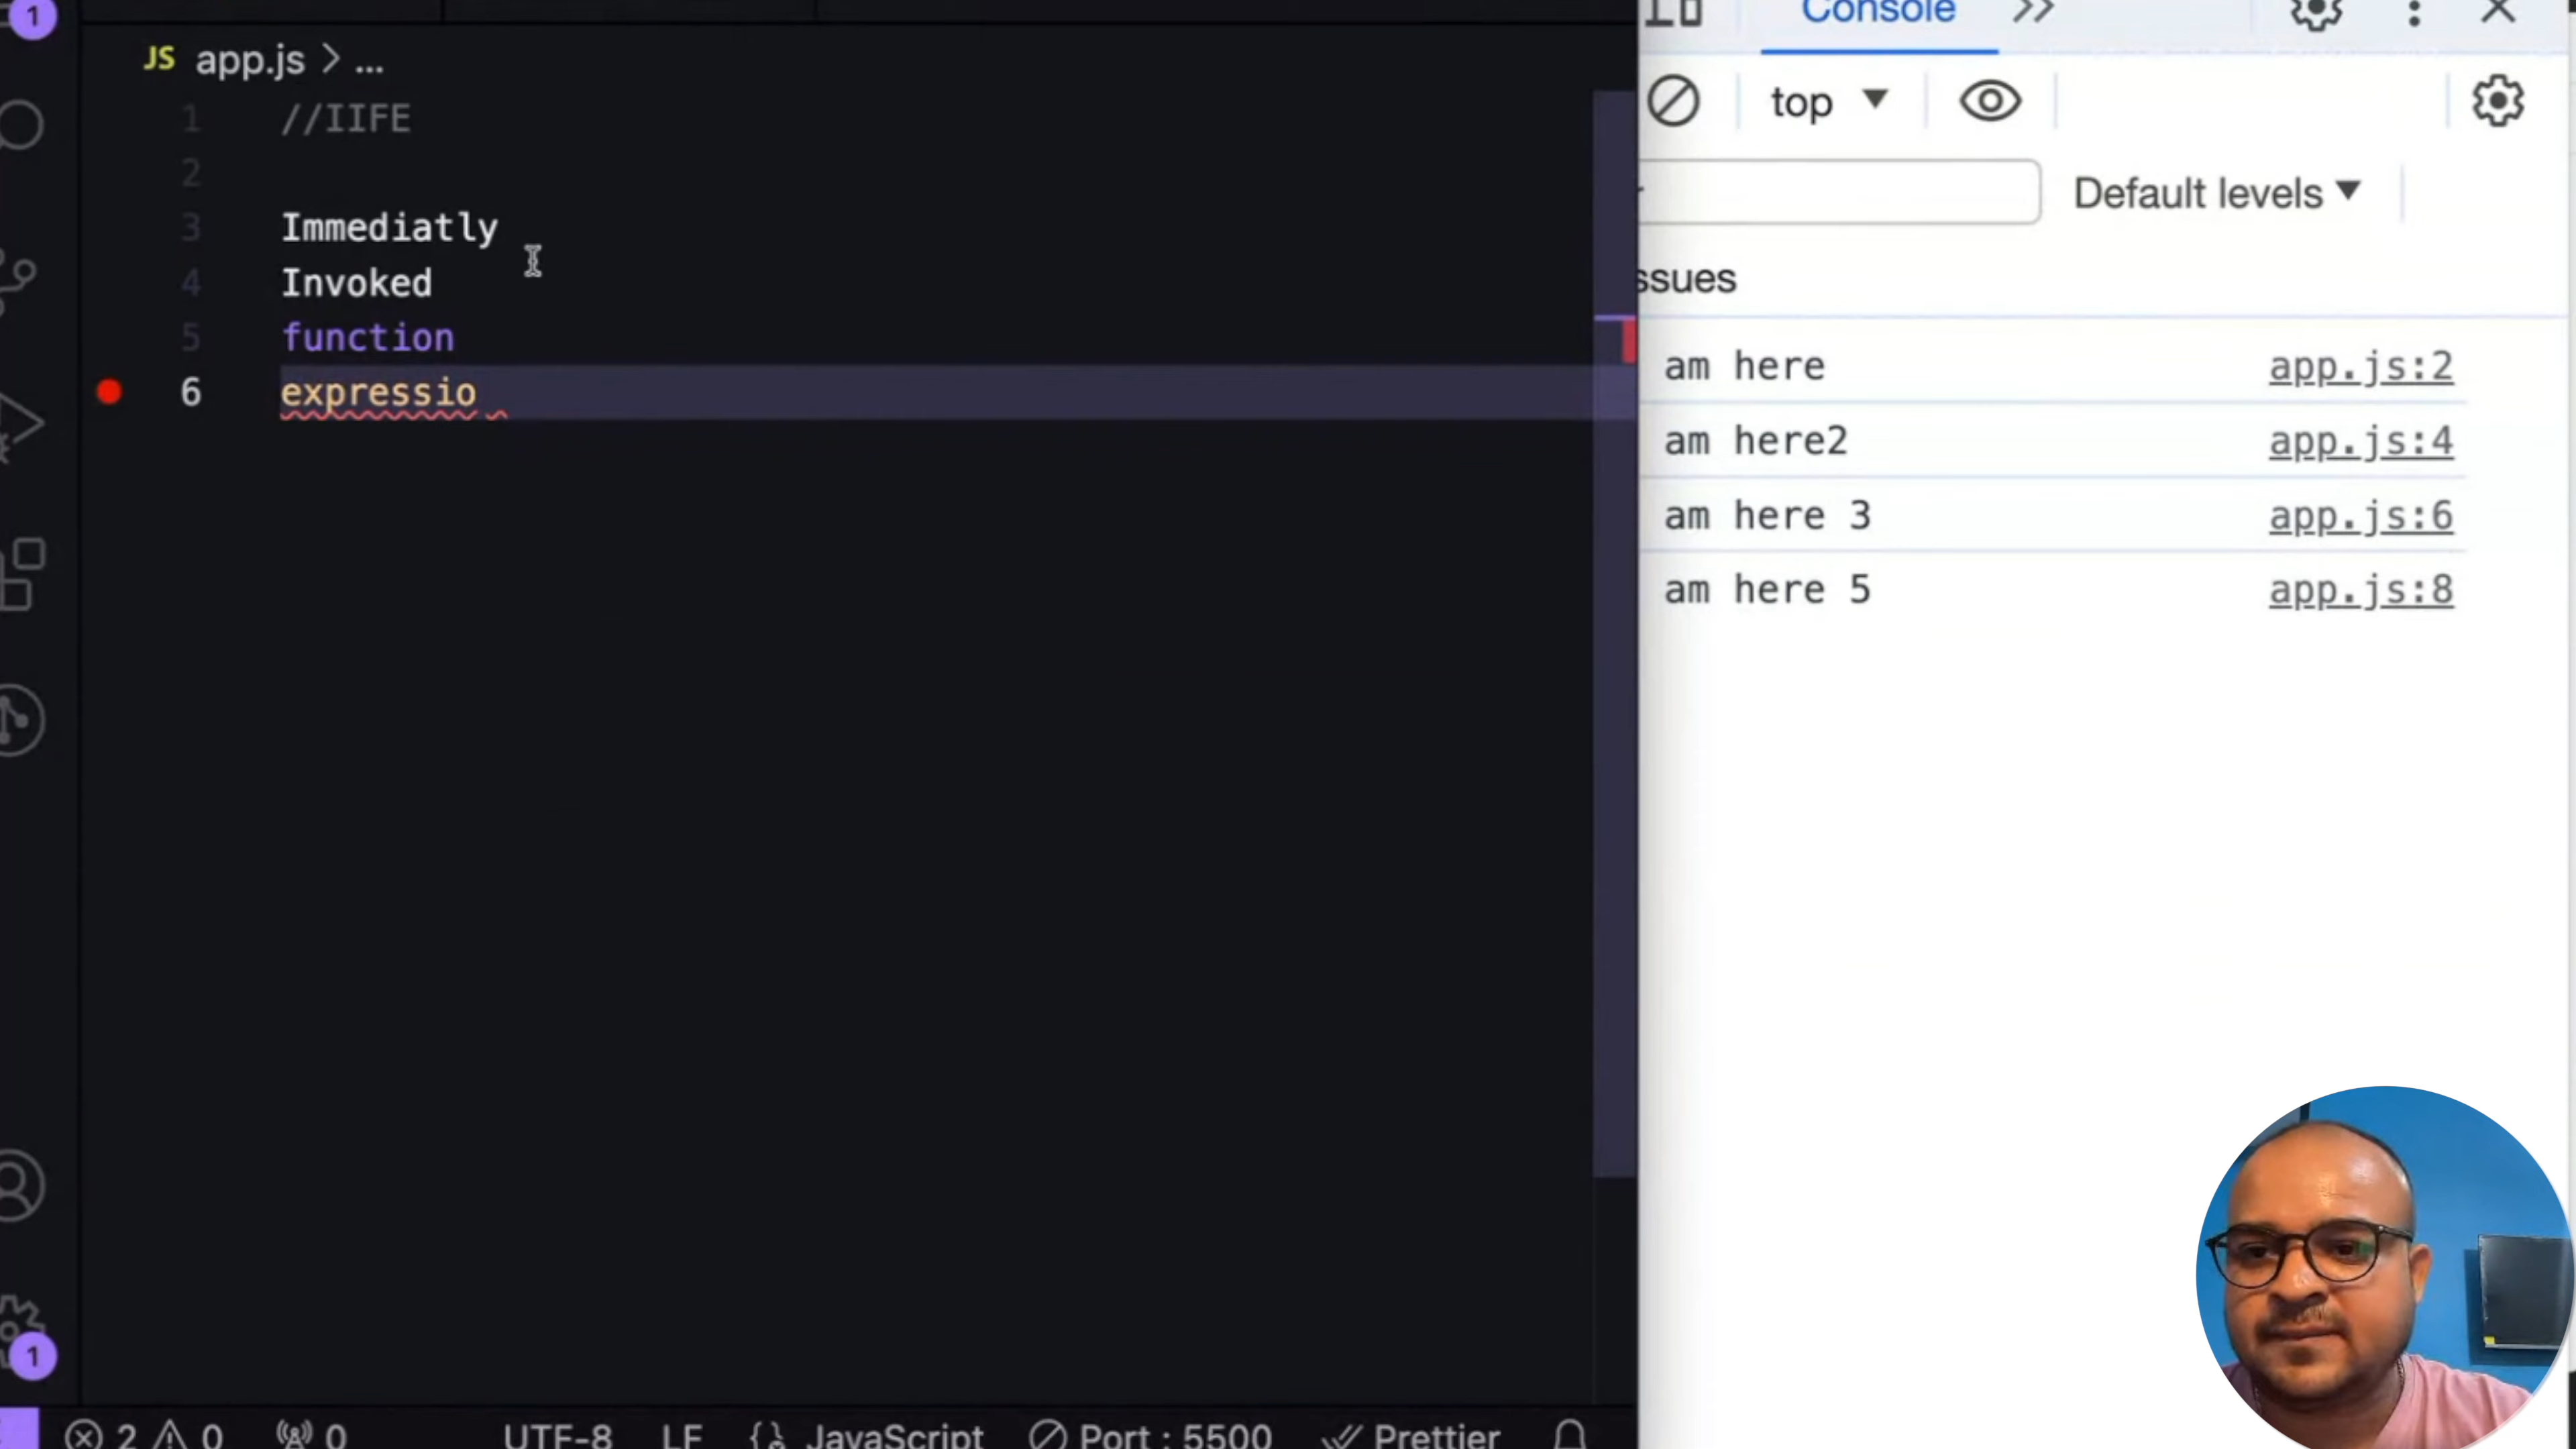 1
JS app.js > ...
1 //IIFE
2
3 Immediatly
4 Invoked
5 function
6 expressio
1
2 0 0 UTF-8 LF {} JavaScript Port : 5500 Prettier
Console
top
Default levels
ssues
am here app.js:2
am here2 app.js:4
am here 3 app.js:6
am here 5 app.js:8